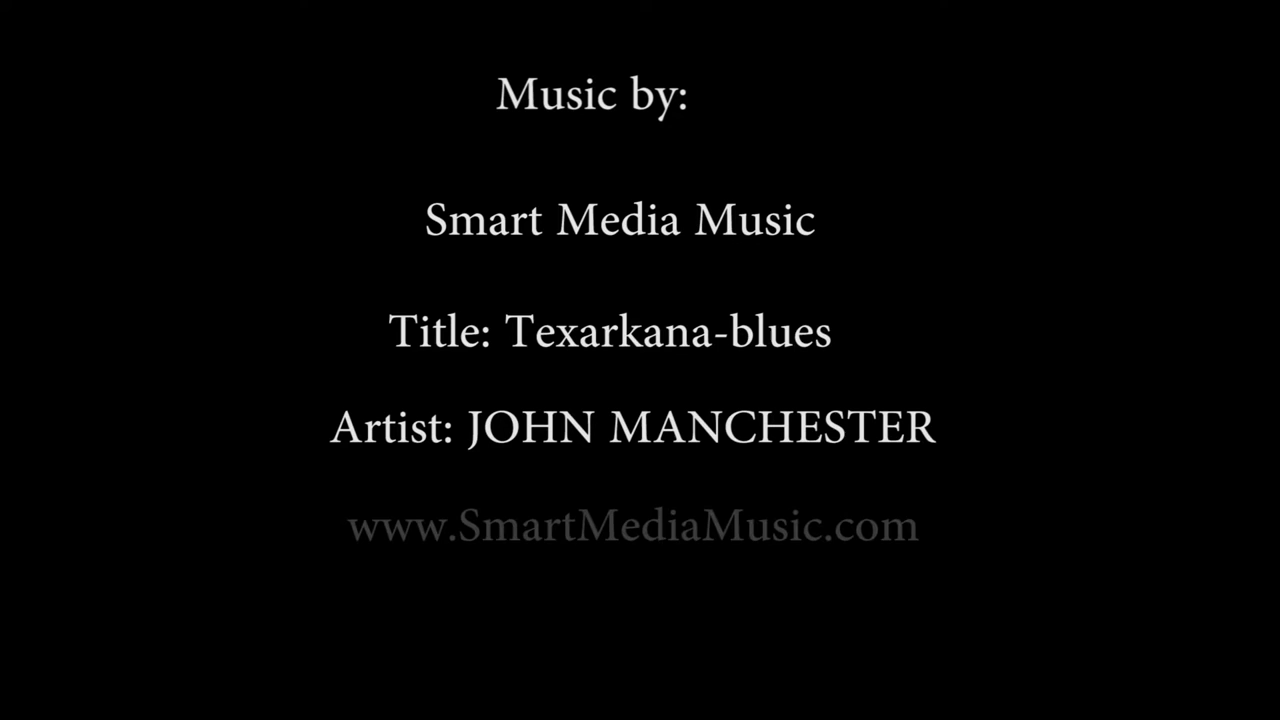 Music by:
Smart Media Music
Title: Texarkana-blues
Artist: JOHN MANCHESTER
www.SmartMediaMusic.com